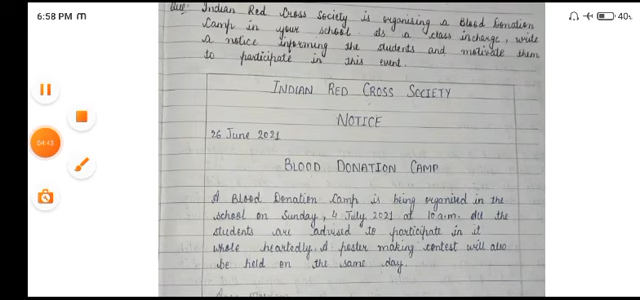 6:58 PM
40%
04:43
Que: Indian Red Cross Society is organising a Blood Donation
Camp in your school. As a class incharge, write
a notice informing the students and motivate them
to participate in this event.
INDIAN RED CROSS SOCIETY
NOTICE
26 June 2021
BLOOD DONATION CAMP
A Blood Donation Camp is being organised in the
school on Sunday, 4 July 2021 at 10 a.m. All the
students are advised to participate in it
whole heartedly. A poster making contest will also
be held on the same day.